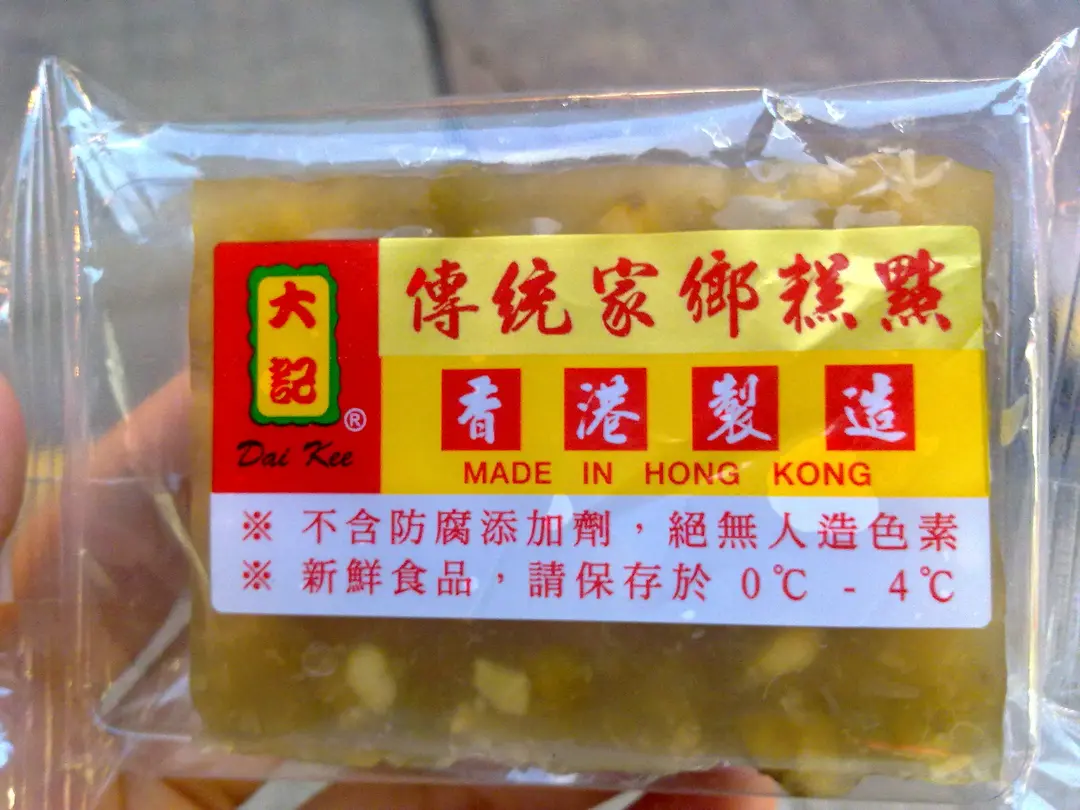 大記
®
Dai Kee
傳統家鄉糕點
香港製造
MADE IN HONG KONG
※ 不含防腐添加劑，絕無人造色素
※ 新鮮食品，請保存於 0℃ - 4℃